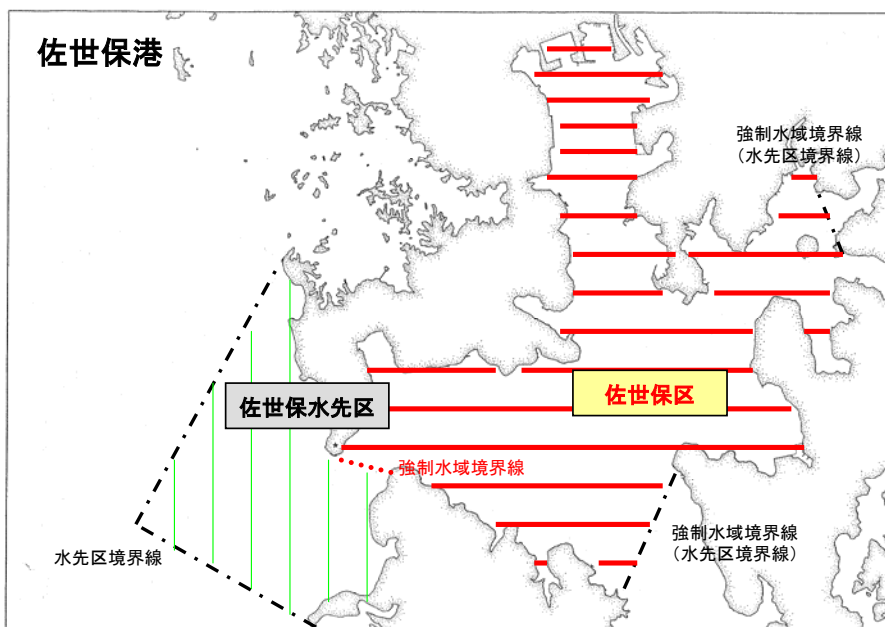 佐世保港
強制水域境界線
（水先区境界線）
佐世保水先区
佐世保区
強制水域境界線
強制水域境界線
（水先区境界線）
水先区境界線